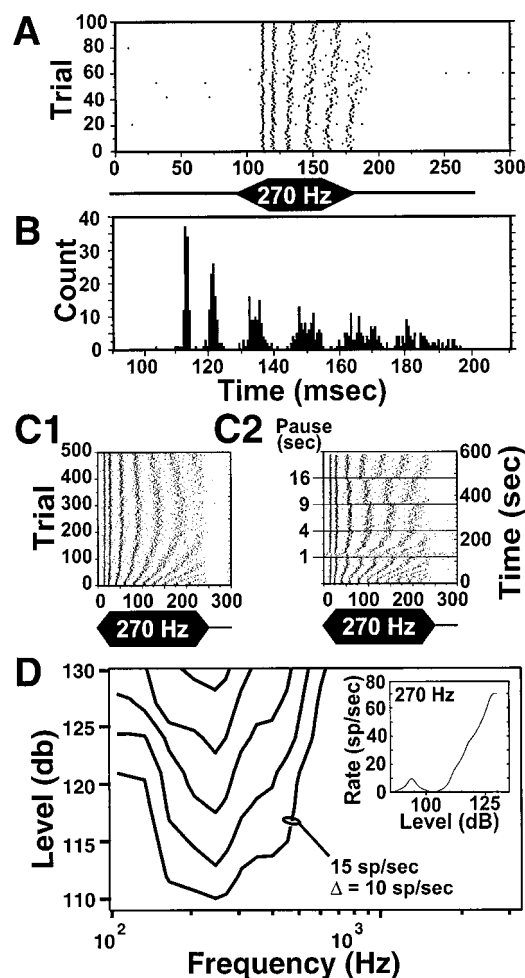 A
Trial
100
80
60
40
20
0
0 50 100 150 200 250 300
270 Hz
B
Count
40
30
20
10
0
100 120 140 160 180 200
Time (msec)
C1
Trial
500
400
300
200
100
0
0 100 200 300
270 Hz
C2
Pause
(sec)
16
9
4
1
600
400
200
0
Time (sec)
0 100 200 300
270 Hz
D
Level (db)
130
125
120
115
110
10² 10³
Frequency (Hz)
Rate (sp/sec)
80
60
40
20
0
270 Hz
100 125
Level (dB)
15 sp/sec
Δ = 10 sp/sec